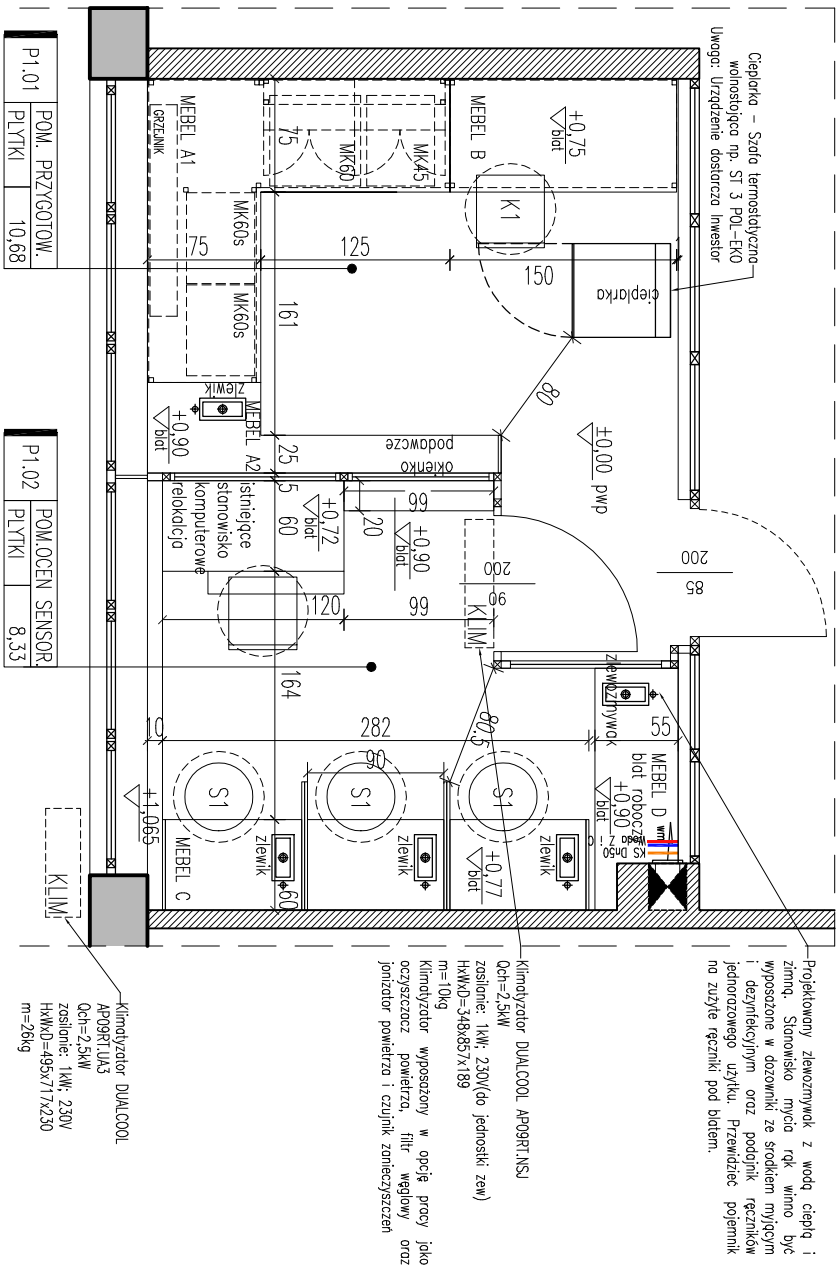 Cieplarka – Szafa termostatyczna
wolnostojąca np. ST 3 POL–EKO
Uwaga: Urządzenie dostarcza Inwestor
Projektowany zlewozmywak z wodą ciepłą i
zimną. Stanowisko mycia rąk winno być
wyposażone w dozowniki ze środkiem myjącym
i dezynfekcyjnym oraz podajnik ręczników
jednorazowego użytku. Przewidzieć pojemnik
na zużyte ręczniki pod blatem.
+0,75
blat
MEBEL B
K1
cieplarka
150
80
±0,00 pwp
200
85
zlewozmywak
MEBEL D
blat roboczy
+0,90
blat
55
wm
Woda Z i C
KS Dn50
MK45
MK60
75
MEBEL A1
GRZEJNIK
MK60s
MK60s
75
125
161
zlewik
MEBEL A2
+0,90
blat
25
okienko
podawcze
5
60
istniejące
stanowisko
komputerowe
relokalcja
+0,72
blat
20
99
+0,90
blat
200
90
KLIM
120
99
164
10
282
90
80,5
S1
S1
S1
zlewik
zlewik
zlewik
+0,77
blat
+1,065
MEBEL C
60
KLIM
Klimatyzator DUALCOOL AP09RT.NSJ
Qch=2,5kW
zasilanie: 1kW; 230V(do jednostki zew)
HxWxD=348x857x189
m=10kg
Klimatyzator wyposażony w opcję pracy jako
oczyszczacz powietrza, filtr węglowy oraz
jonizator powietrza i czujnik zanieczyszczeń
Klimatyzator DUALCOOL
AP09RT.UA3
Qch=2,5kW
zasilanie: 1kW; 230V
HxWxD=495x717x230
m=26kg
P1.01 POM. PRZYGOTOW.
PŁYTKI 10,68
P1.02 POM.OCEN SENSOR.
PŁYTKI 8,33